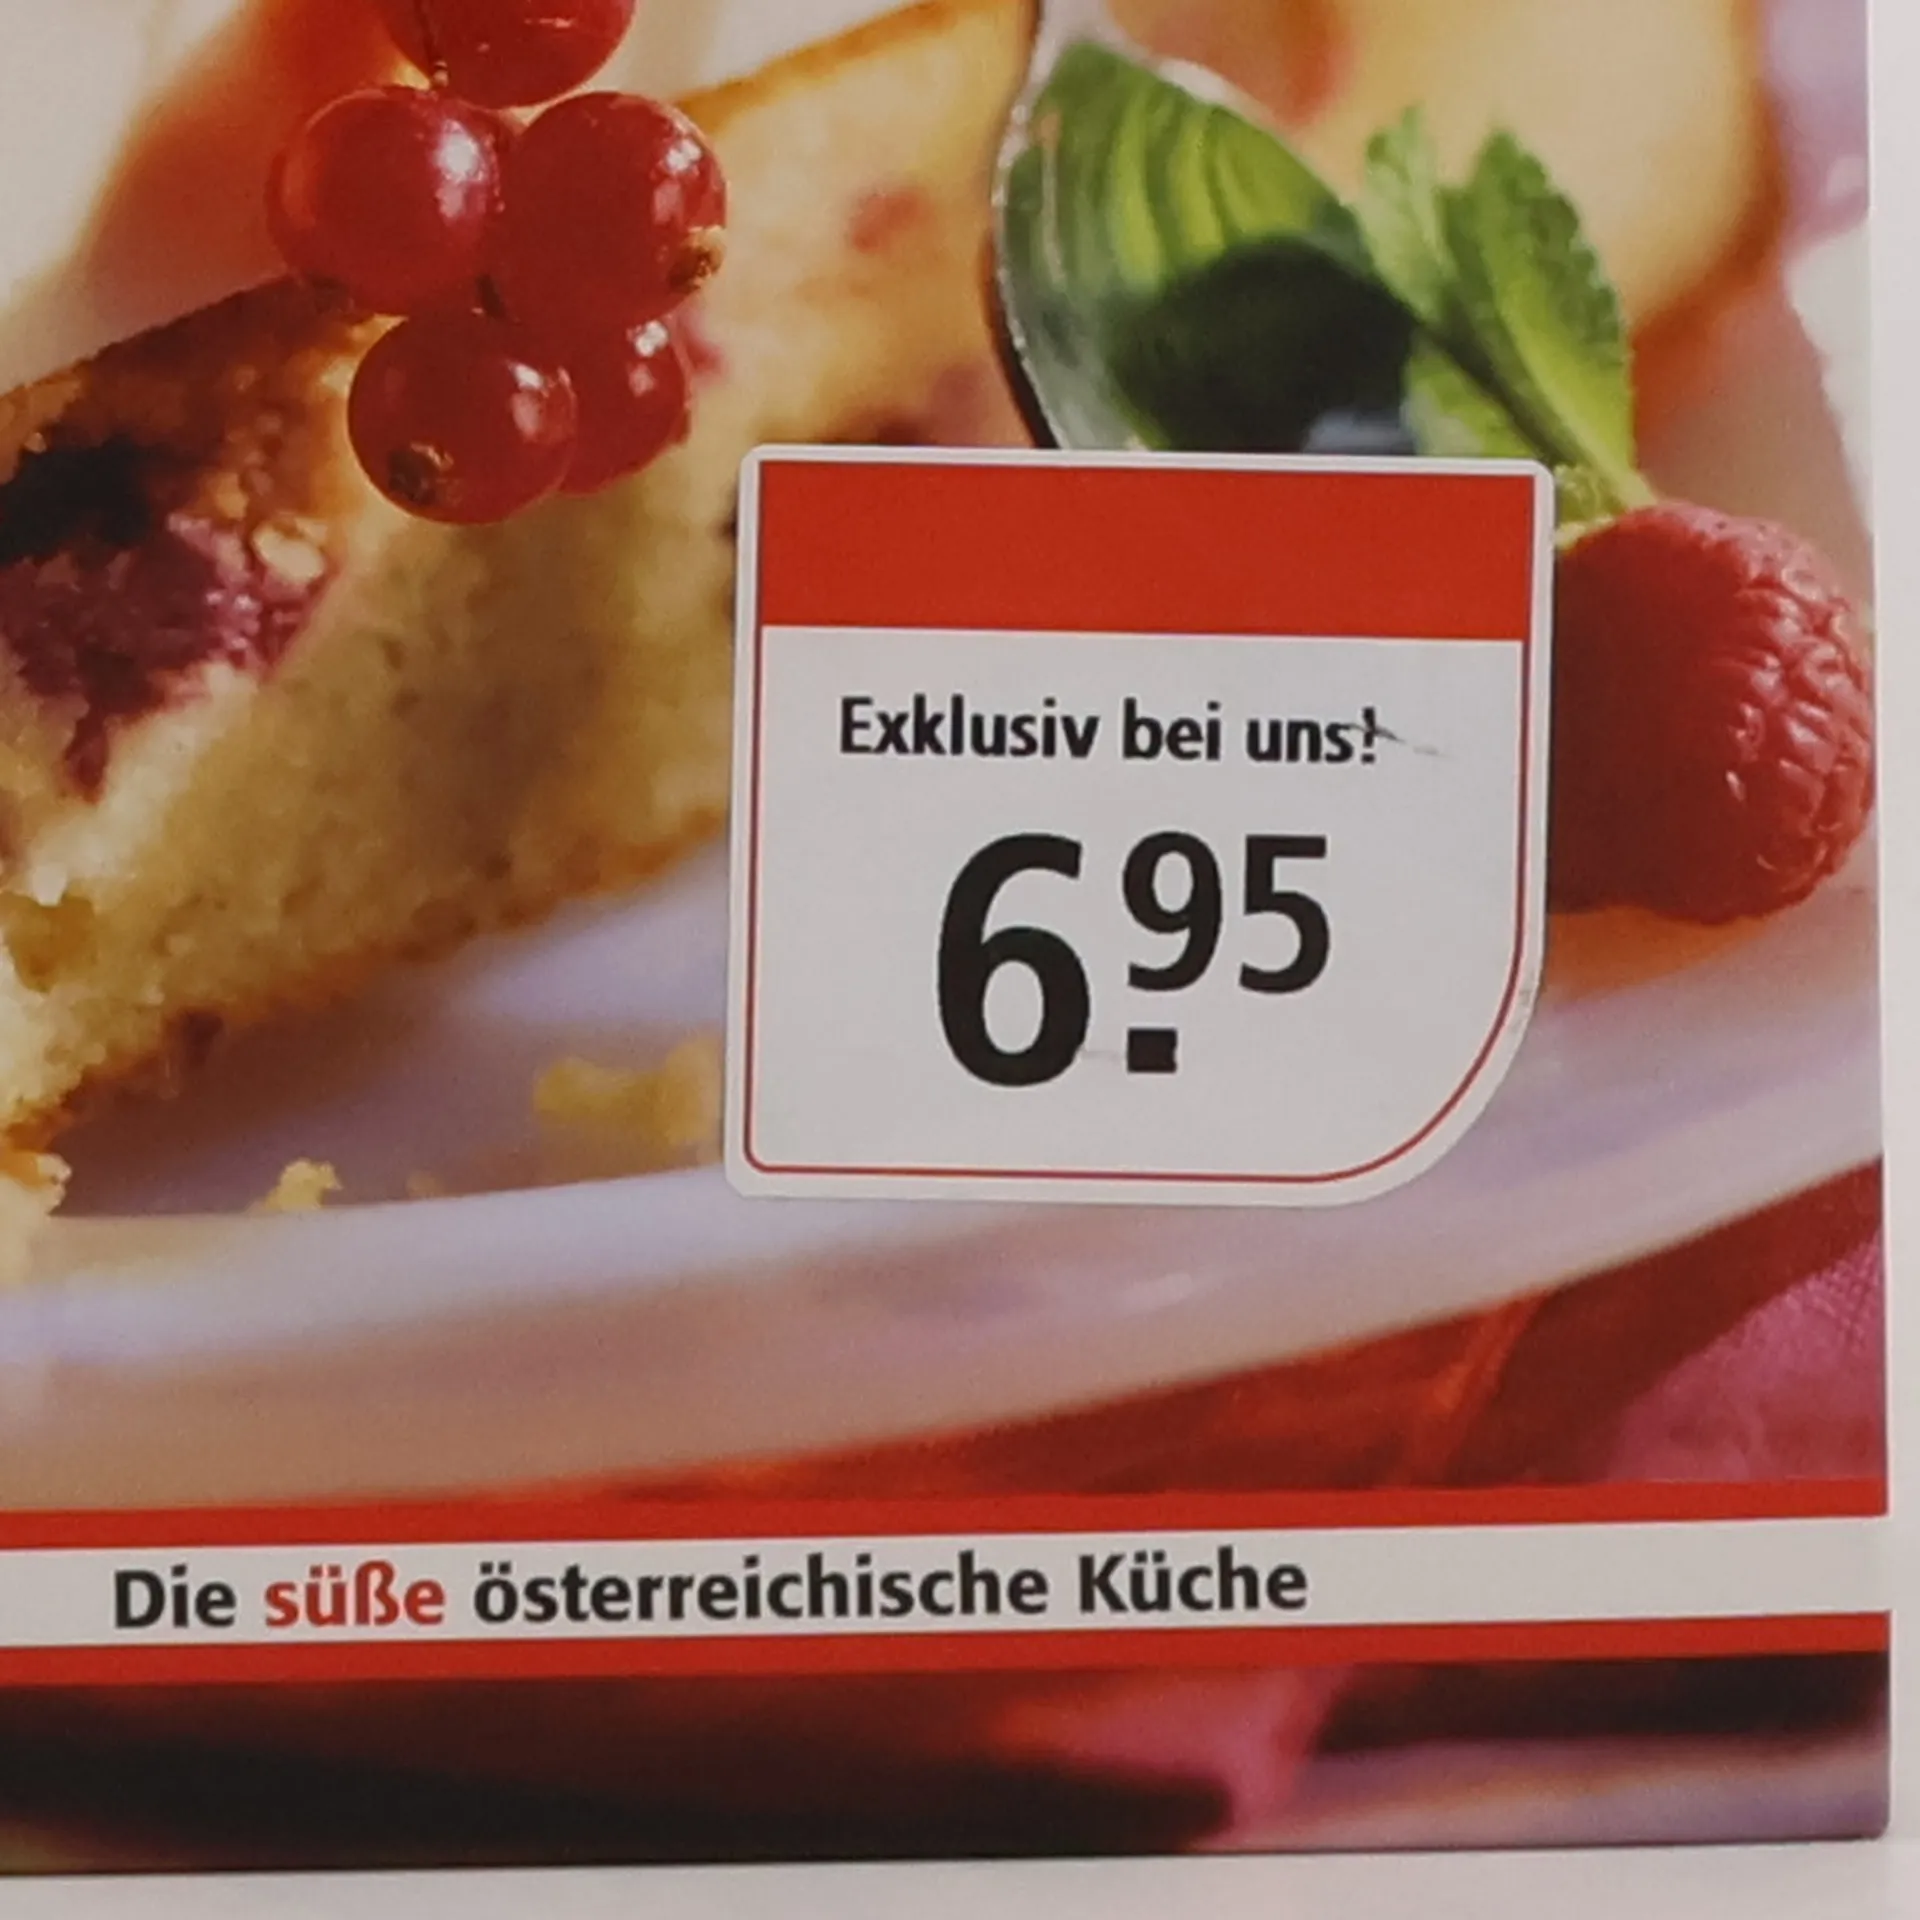 Exklusiv bei uns!
6.95
Die süße österreichische Küche